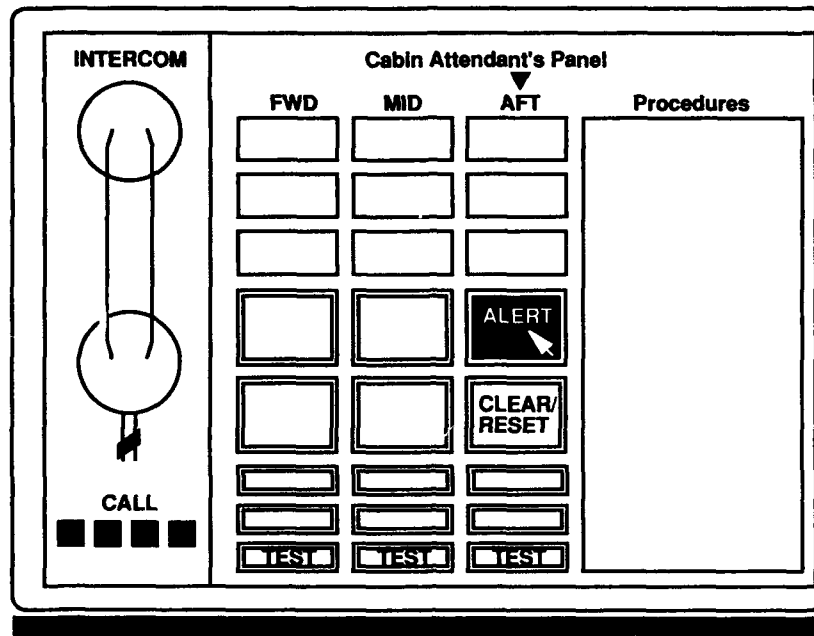 INTERCOM
Cabin Attendant's Panel
FWD MID AFT Procedures
ALERT
CLEAR/
RESET
CALL
TEST TEST TEST